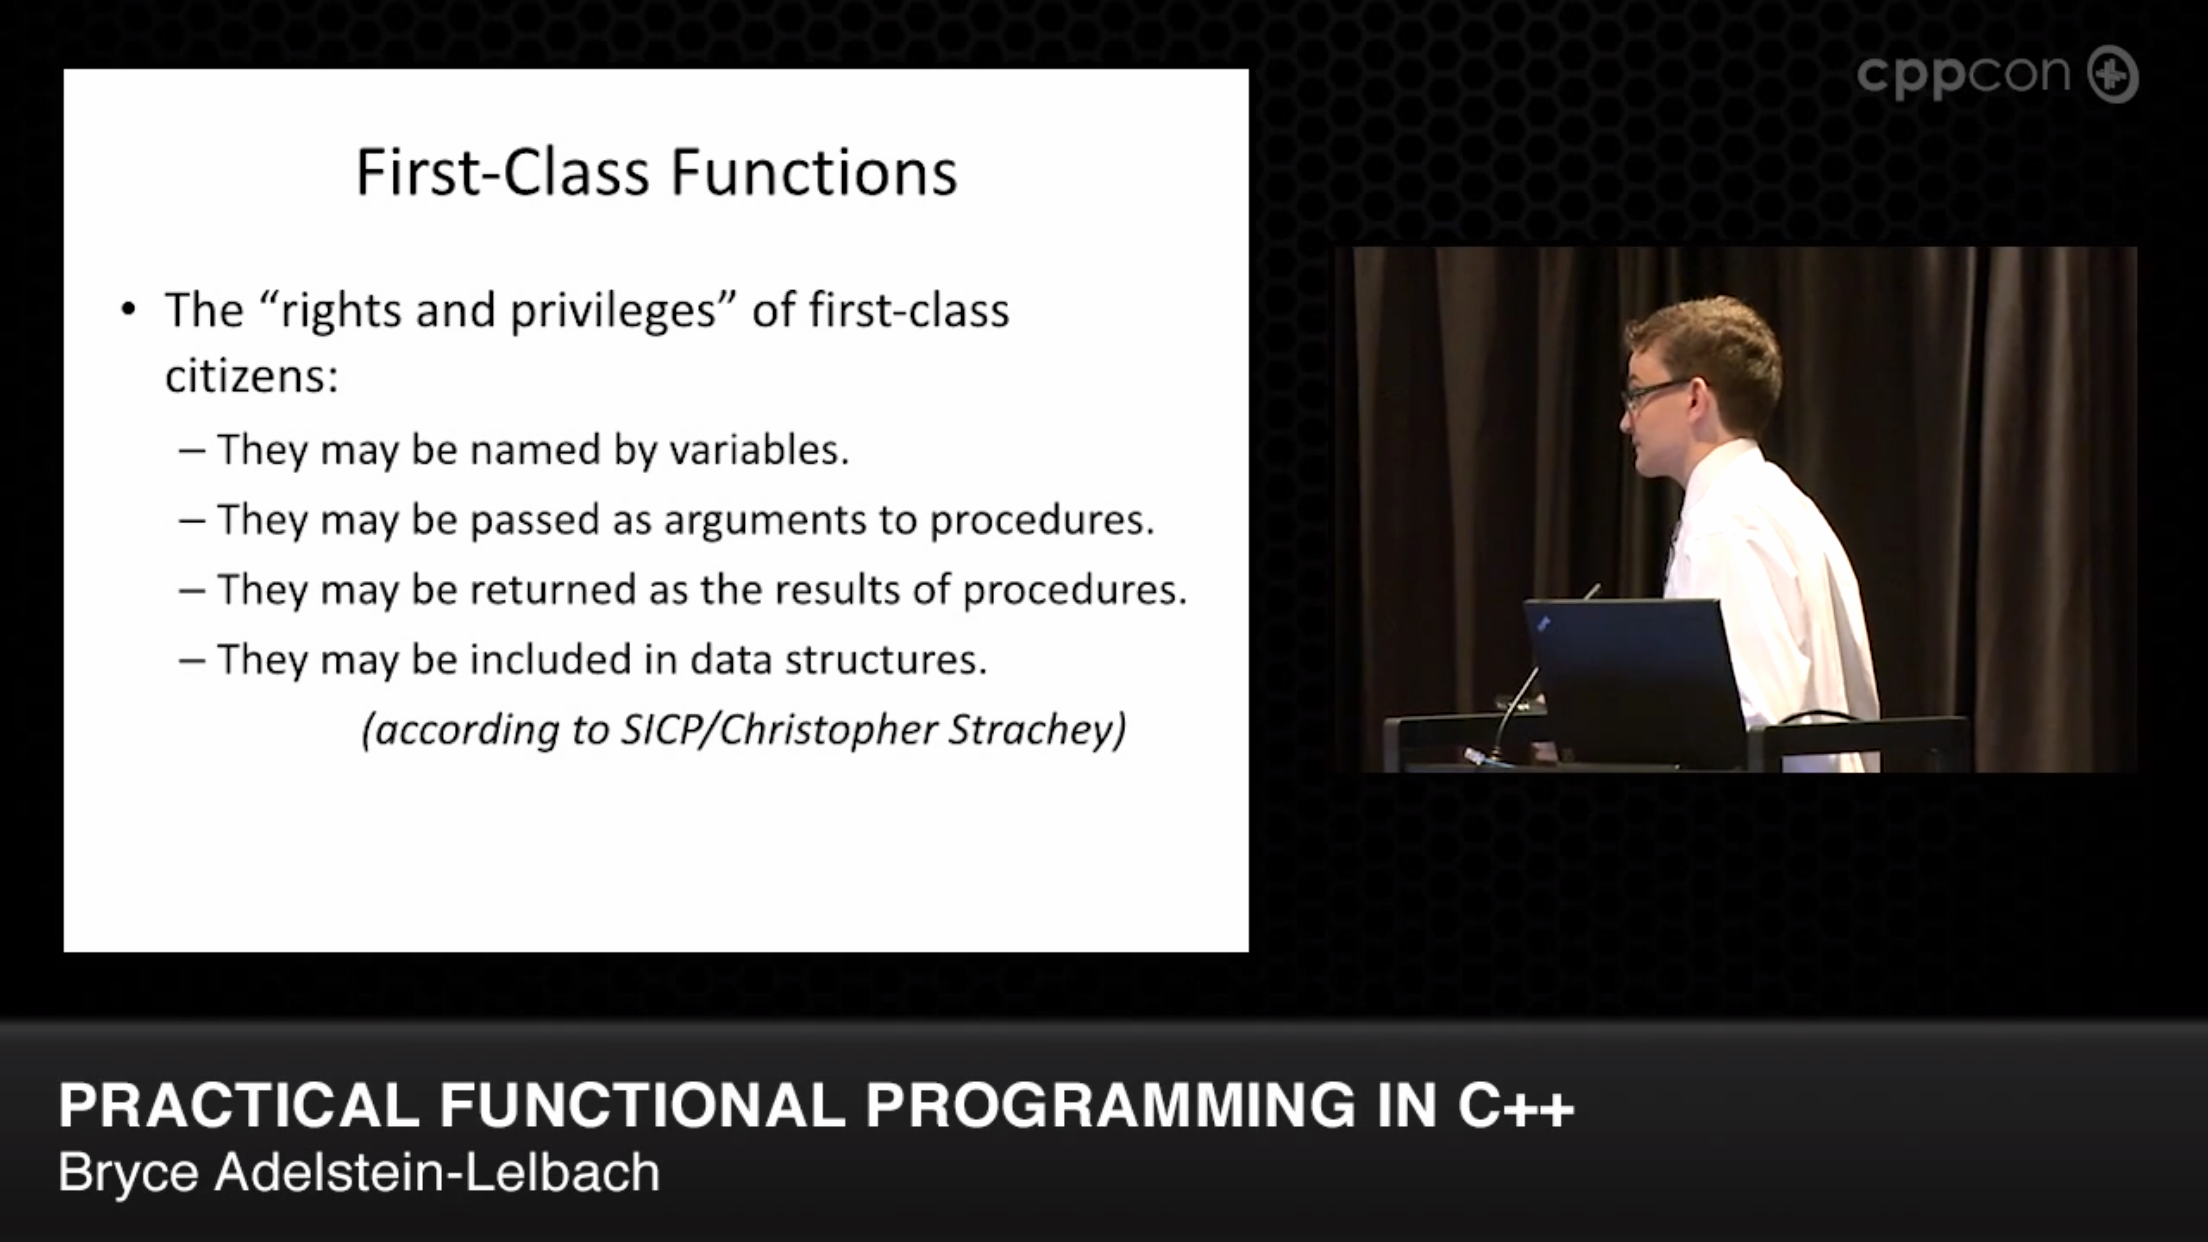 cppcon
First-Class Functions
• The “rights and privileges” of first-class
citizens:
– They may be named by variables.
– They may be passed as arguments to procedures.
– They may be returned as the results of procedures.
– They may be included in data structures.
(according to SICP/Christopher Strachey)
PRACTICAL FUNCTIONAL PROGRAMMING IN C++
Bryce Adelstein-Lelbach